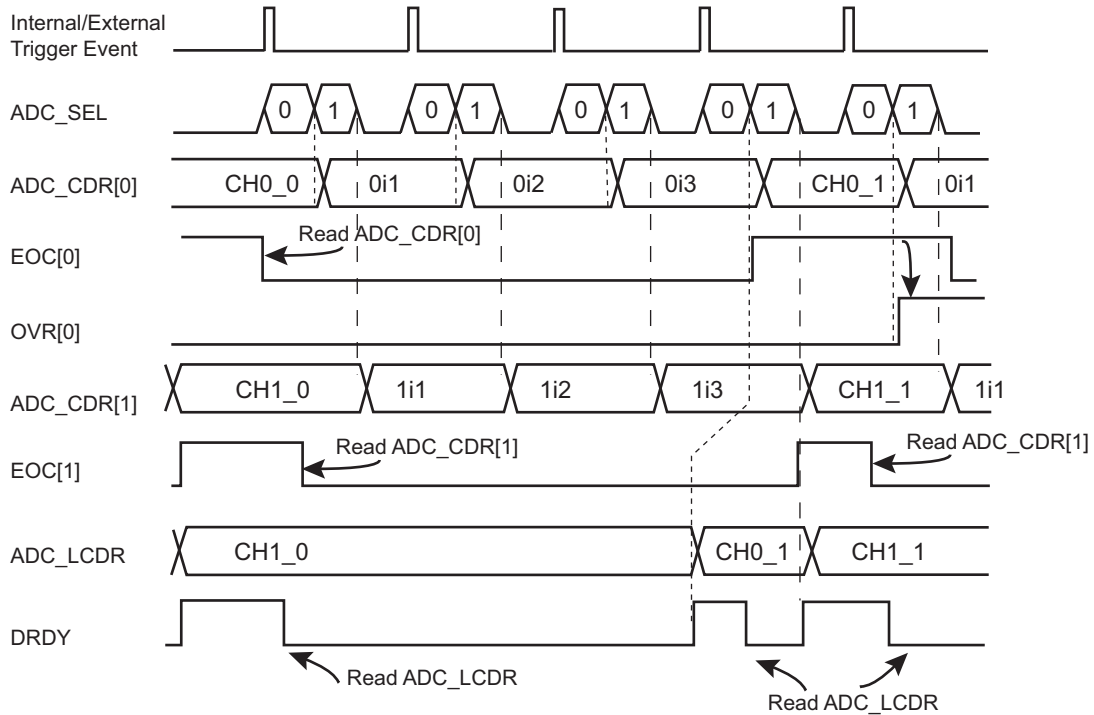 Internal/External
Trigger Event
ADC_SEL
0 1 0 1 0 1 0 1 0 1
ADC_CDR[0]
CH0_0 0i1 0i2 0i3 CH0_1 0i1
Read ADC_CDR[0]
EOC[0]
OVR[0]
ADC_CDR[1]
CH1_0 1i1 1i2 1i3 CH1_1 1i1
Read ADC_CDR[1] Read ADC_CDR[1]
EOC[1]
ADC_LCDR
CH1_0 CH0_1 CH1_1
DRDY
Read ADC_LCDR
Read ADC_LCDR